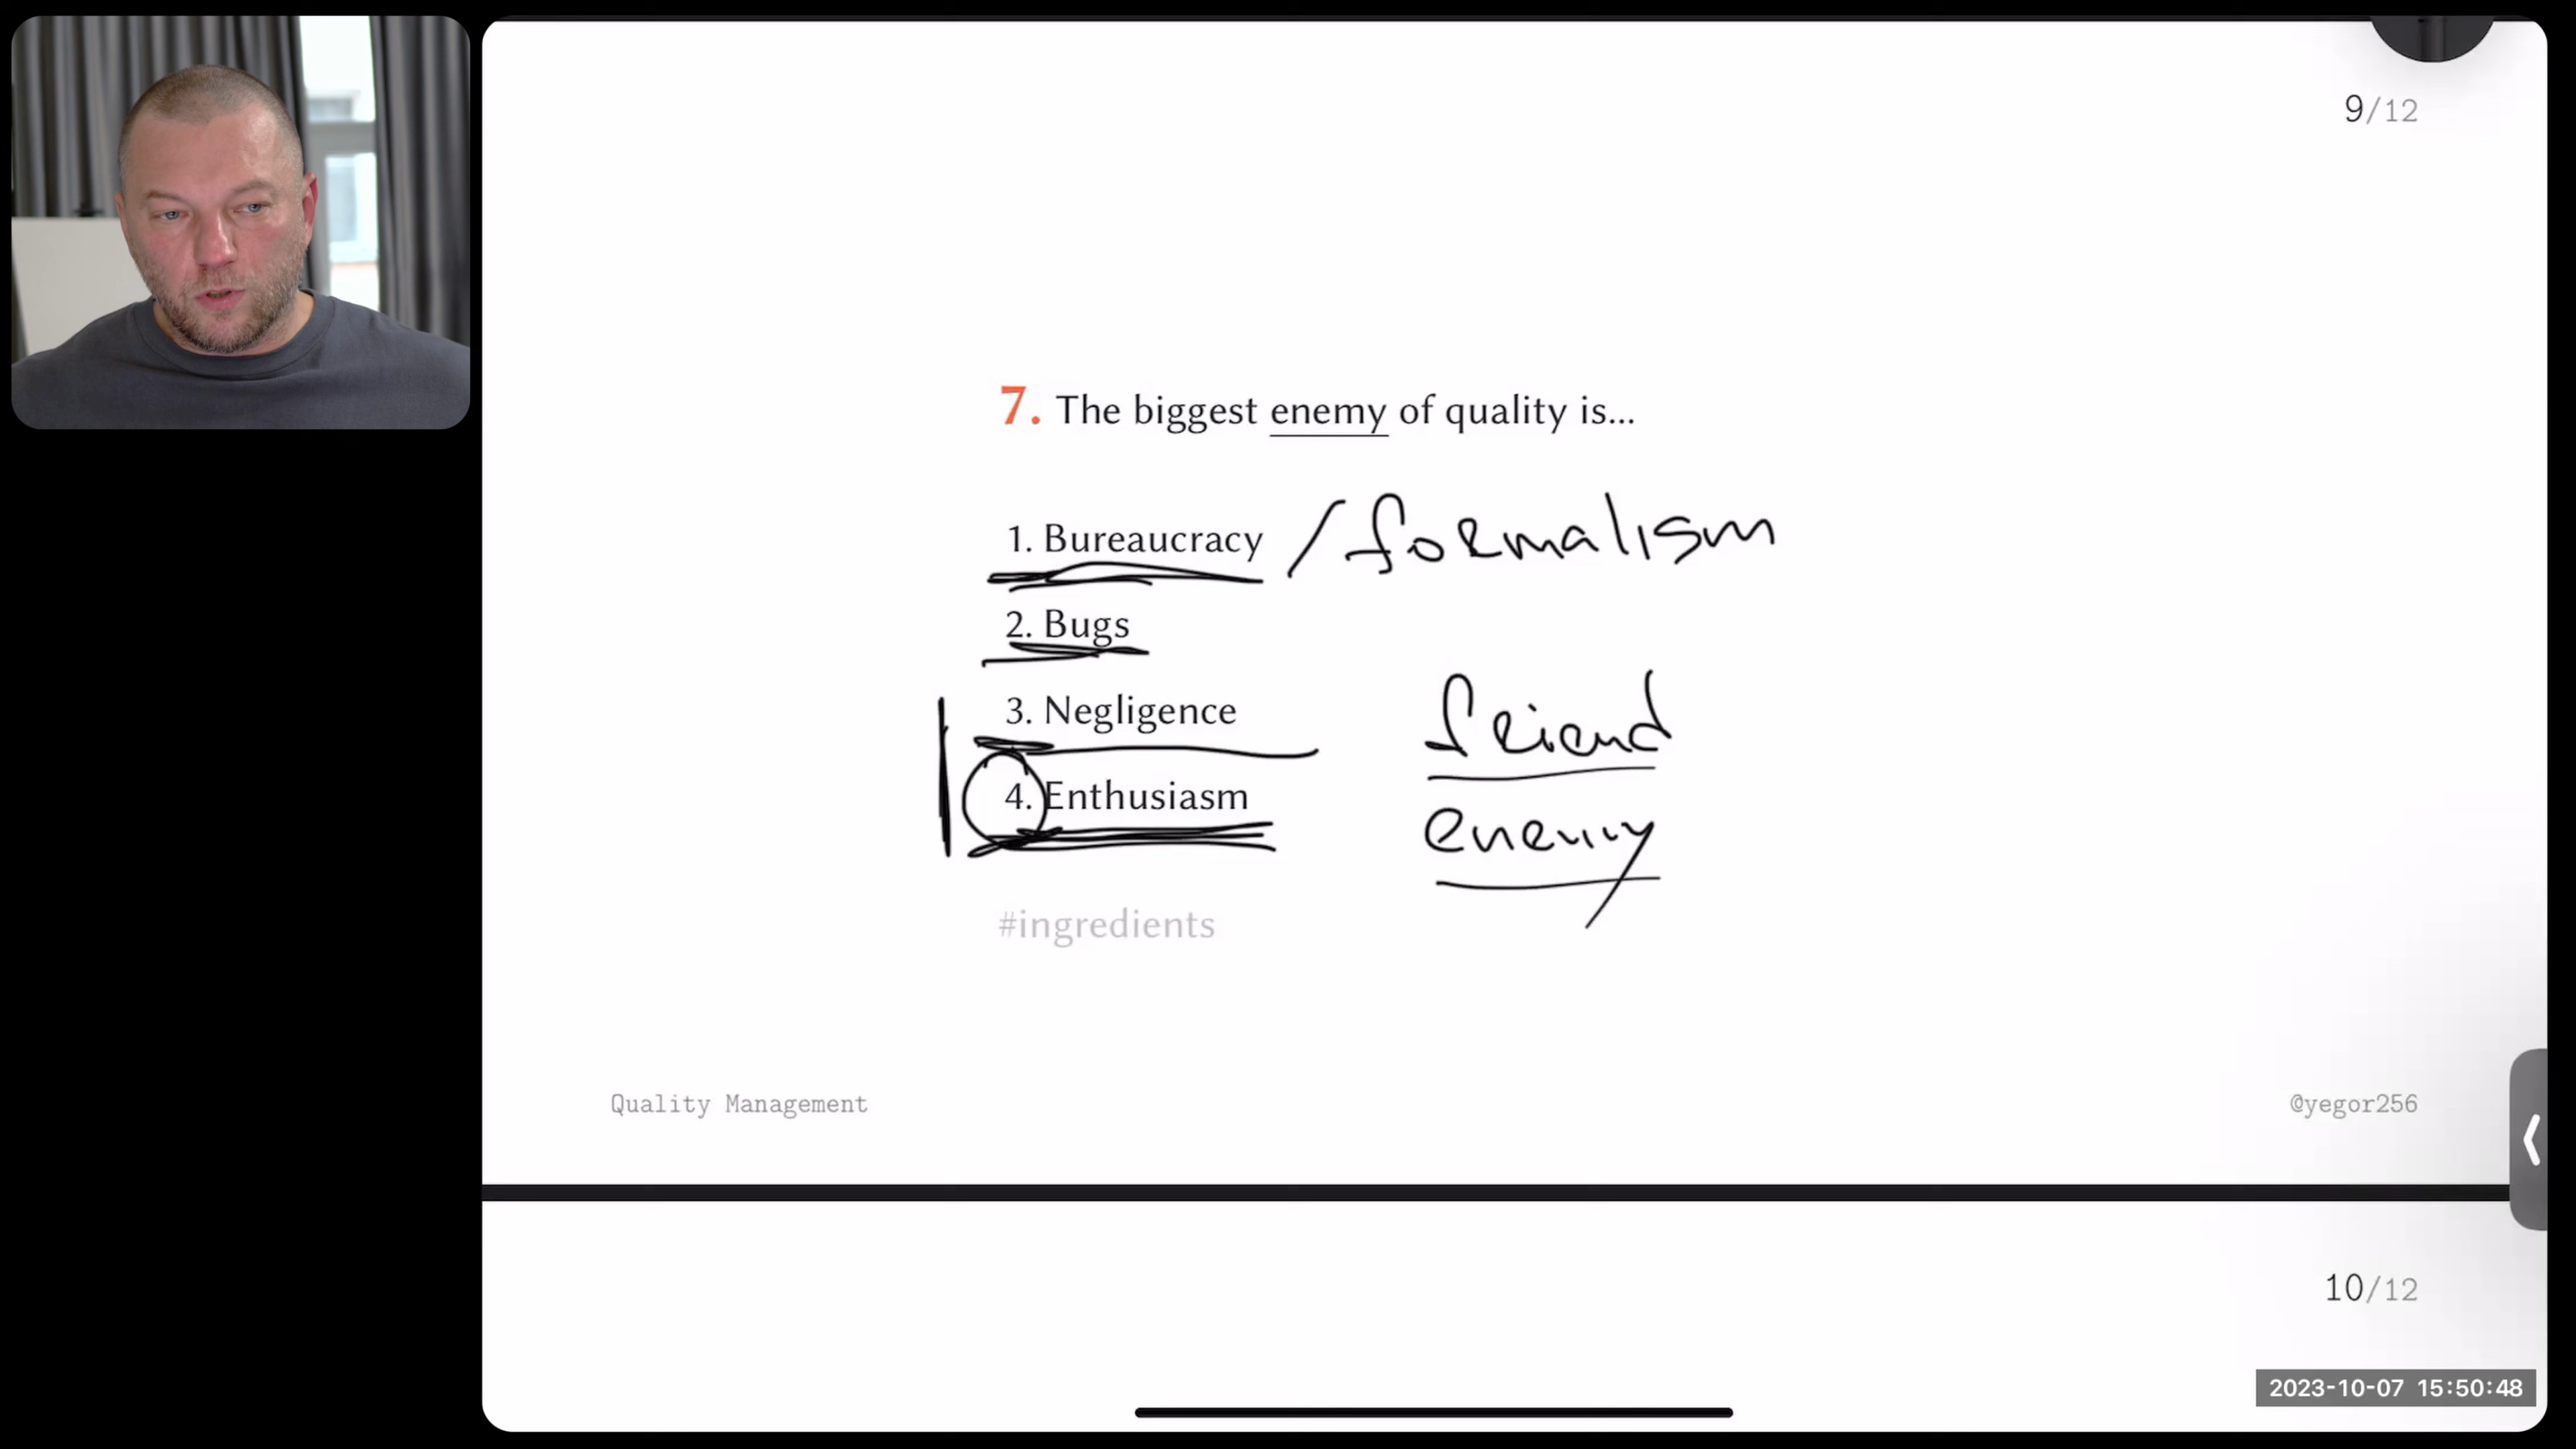 9/12
7. The biggest enemy of quality is...
1. Bureaucracy / formalism
2. Bugs
3. Negligence
friend
4. Enthusiasm
enemy
#ingredients
Quality Management
@yegor256
10/12
2023-10-07 15:50:48